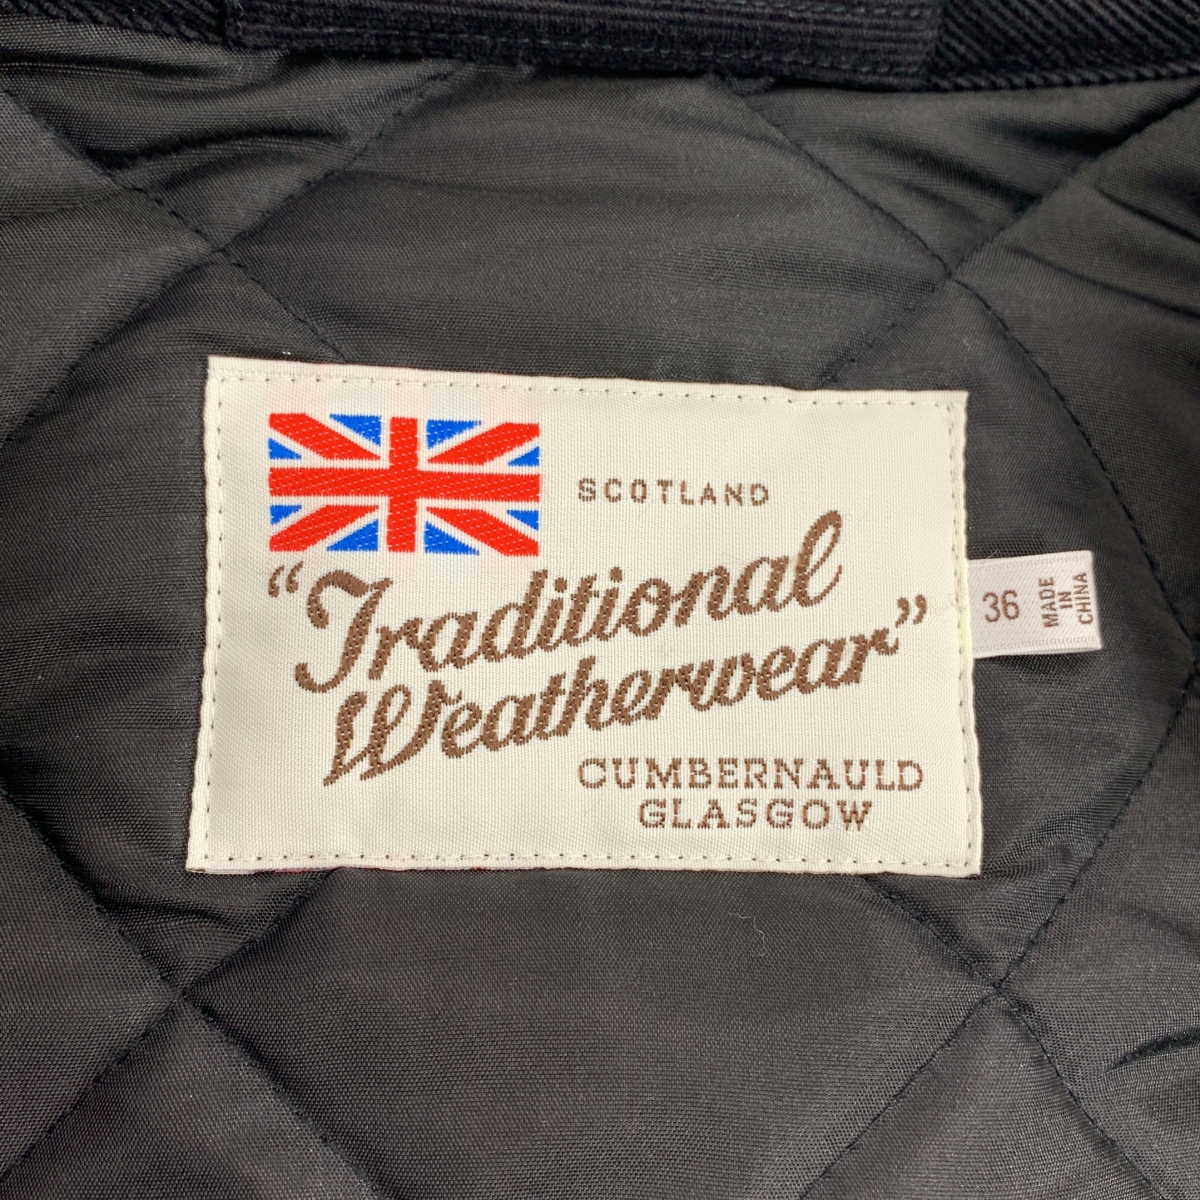 SCOTLAND
“Traditional
Weatherwear”
CUMBERNAULD
GLASGOW
36
MADE
IN
CHINA